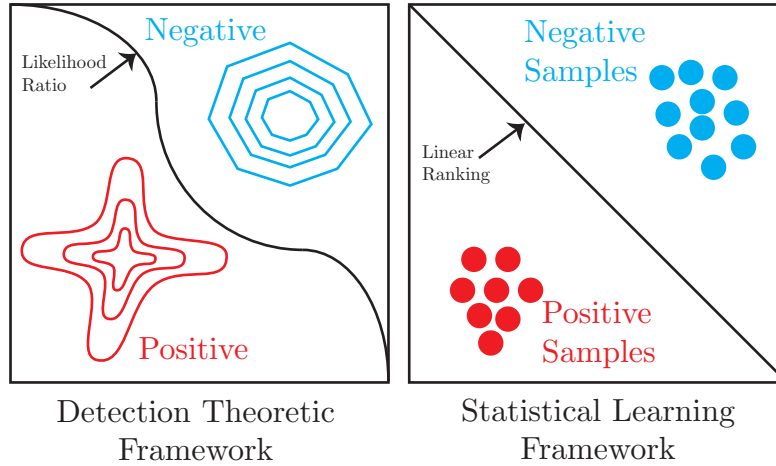 Negative
Likelihood
Ratio
Positive
Detection Theoretic
Framework
Negative
Samples
Linear
Ranking
Positive
Samples
Statistical Learning
Framework